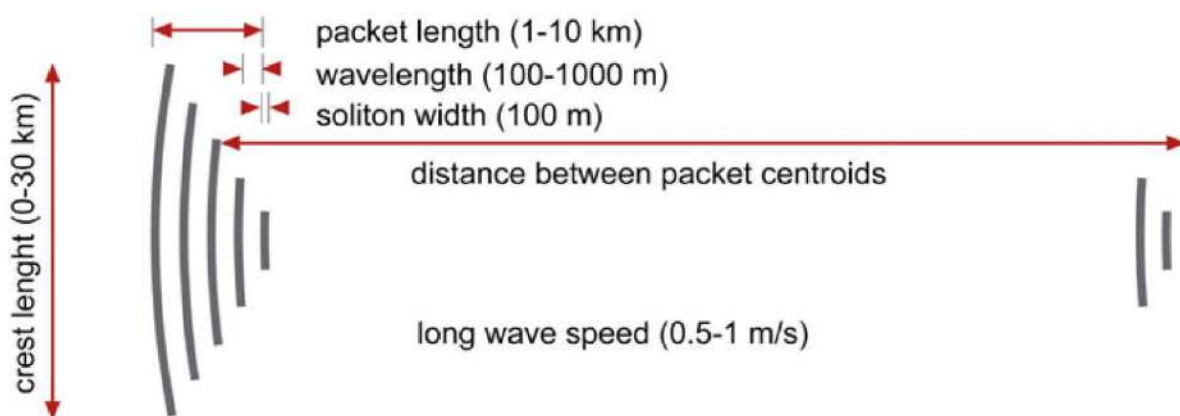 packet length (1-10 km)
wavelength (100-1000 m)
soliton width (100 m)
distance between packet centroids
crest lenght (0-30 km)
long wave speed (0.5-1 m/s)